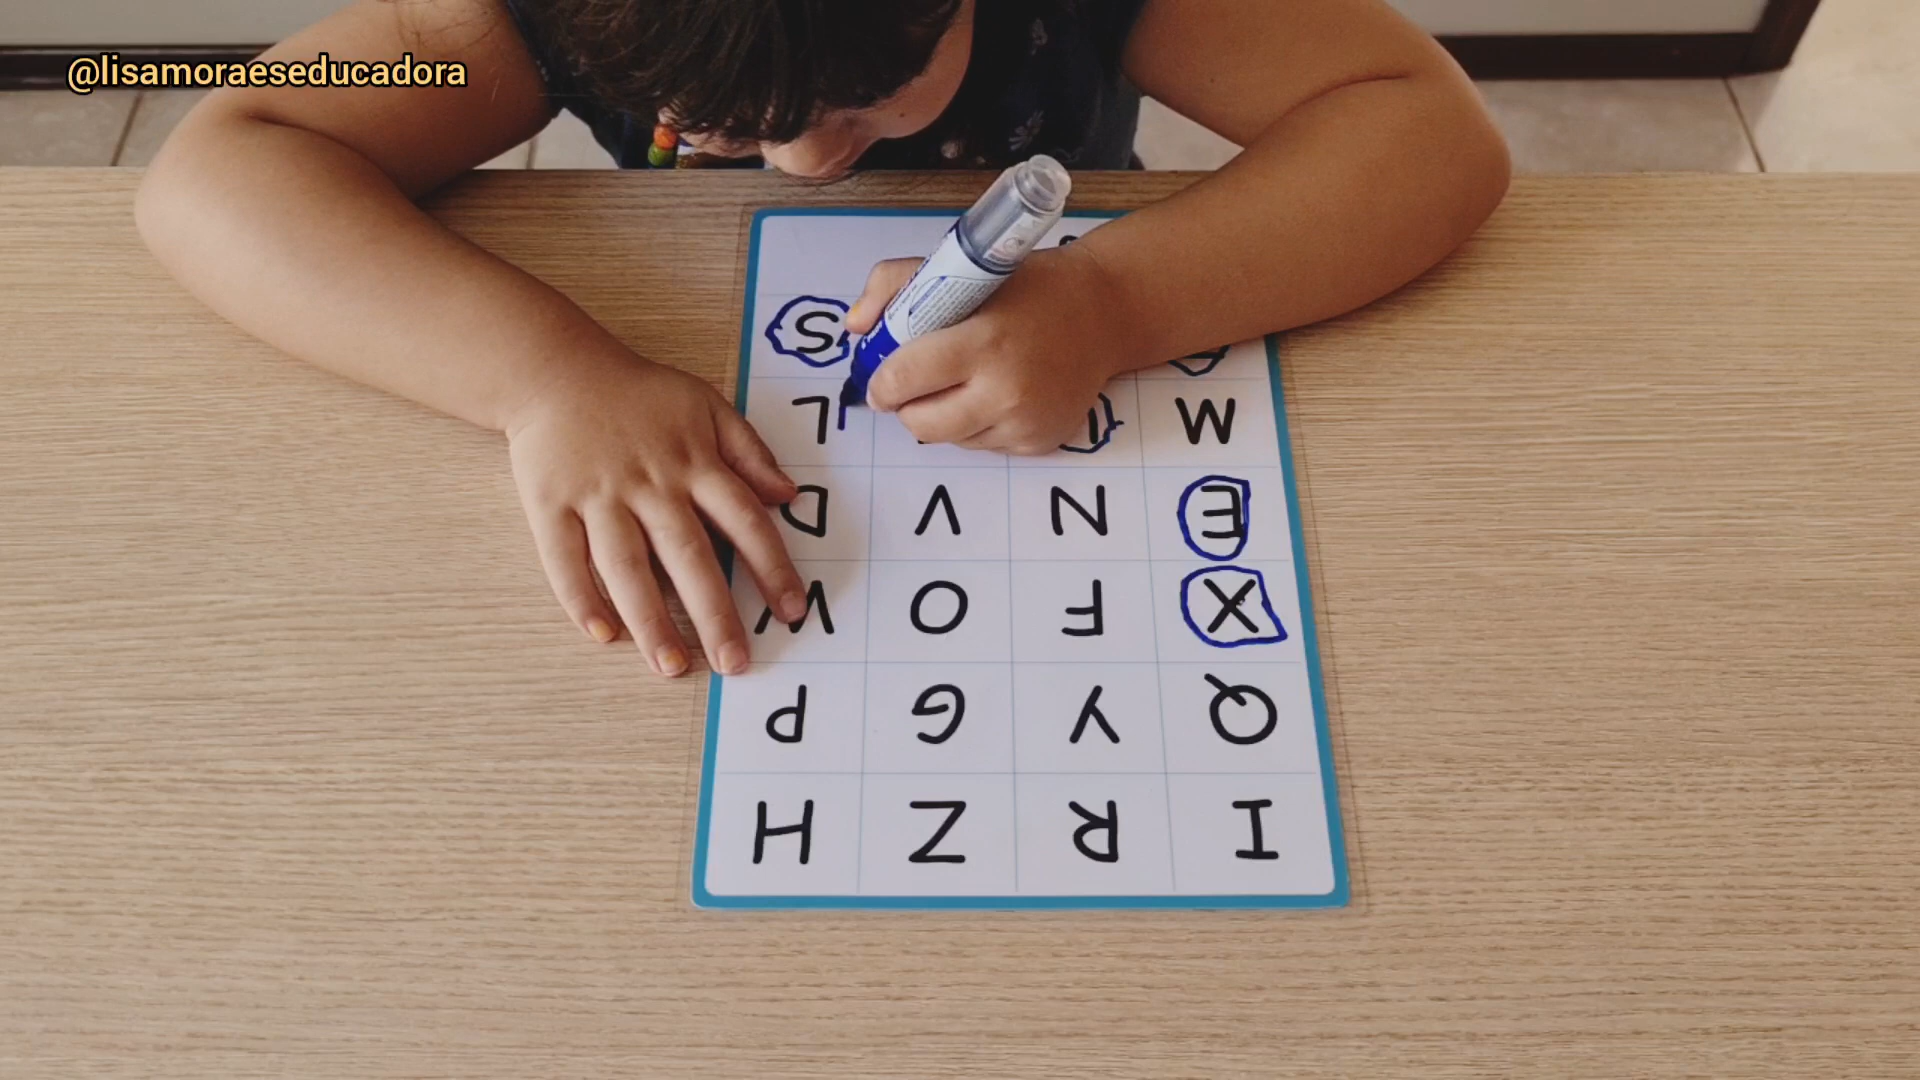 @lisamoraeseducadora
I R Z H
Q Y G P
X F O W
E N V D
M L
S